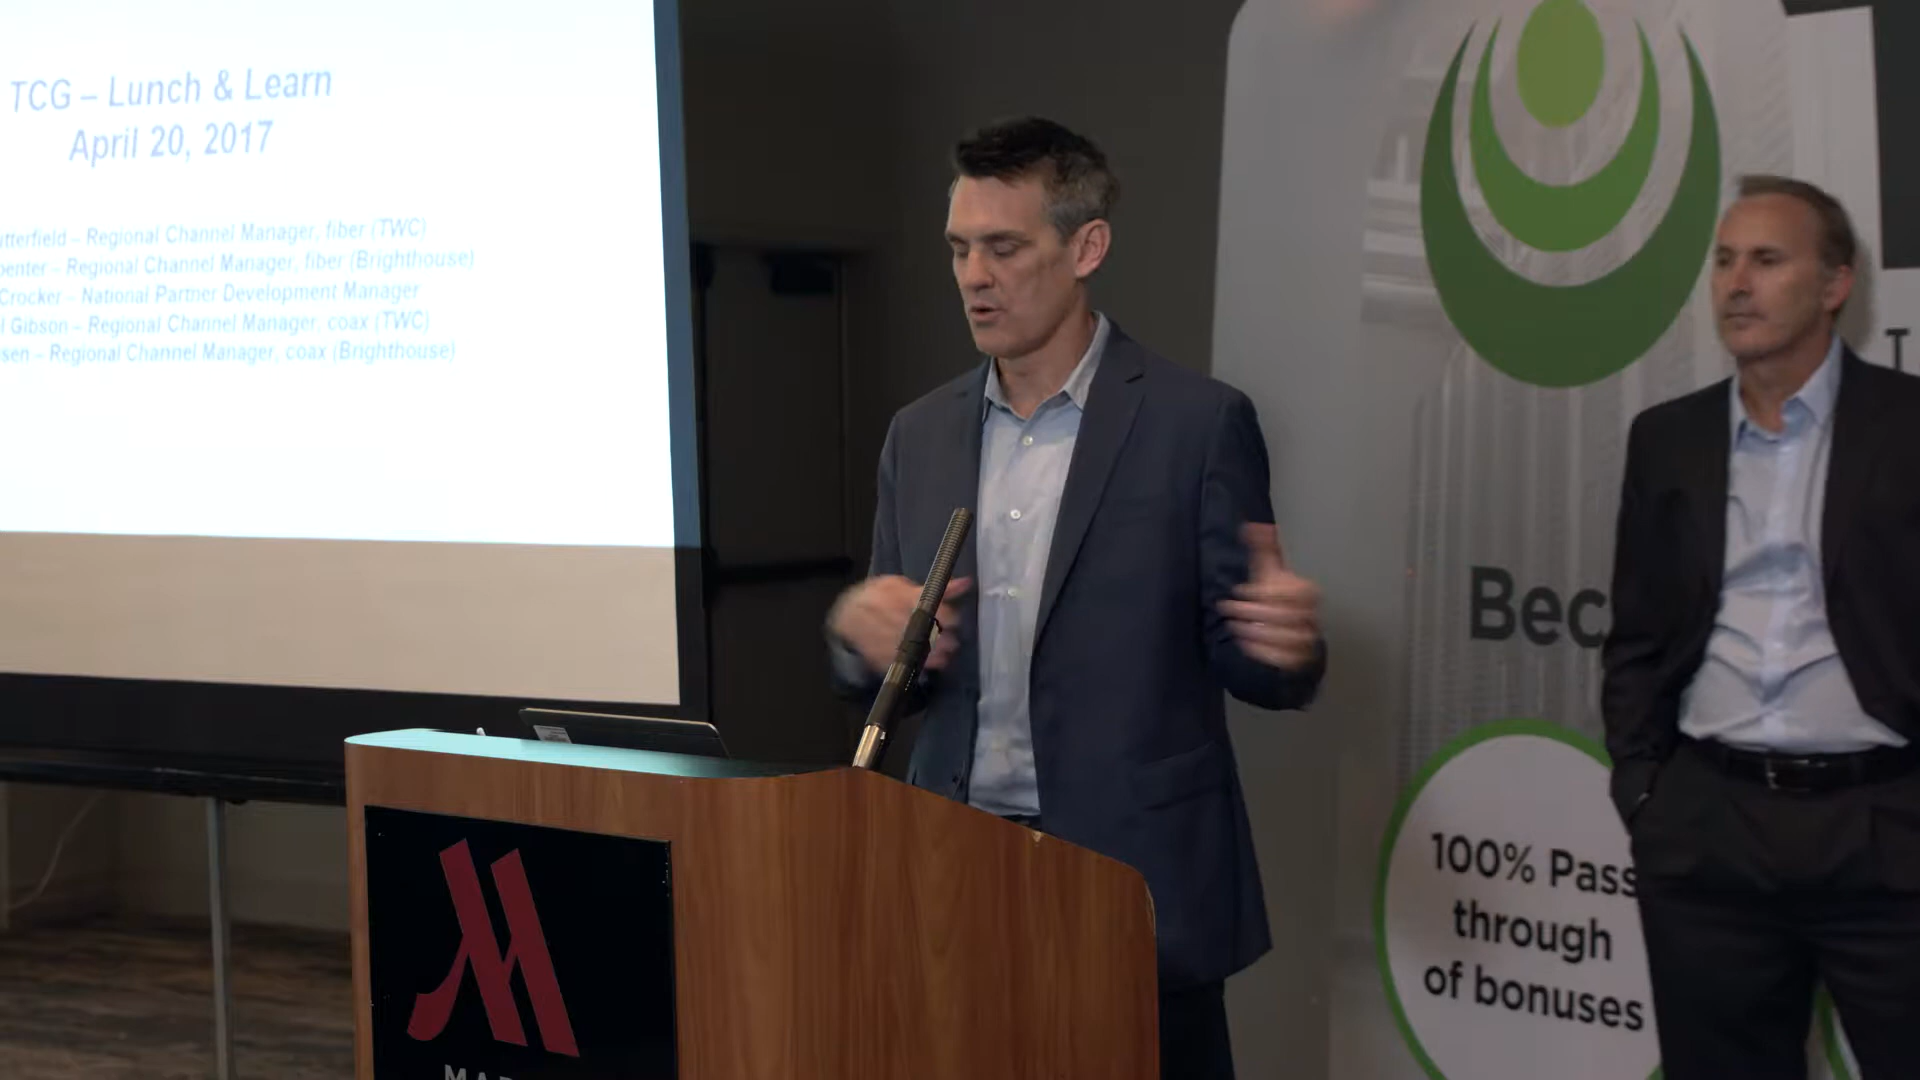 TCG – Lunch & Learn
April 20, 2017
tterfield – Regional Channel Manager, fiber (TWC)
enter – Regional Channel Manager, fiber (Brighthouse)
Crocker – National Partner Development Manager
l Gibson – Regional Channel Manager, coax (TWC)
sen – Regional Channel Manager, coax (Brighthouse)
Bec
100% Pass
through
of bonuses